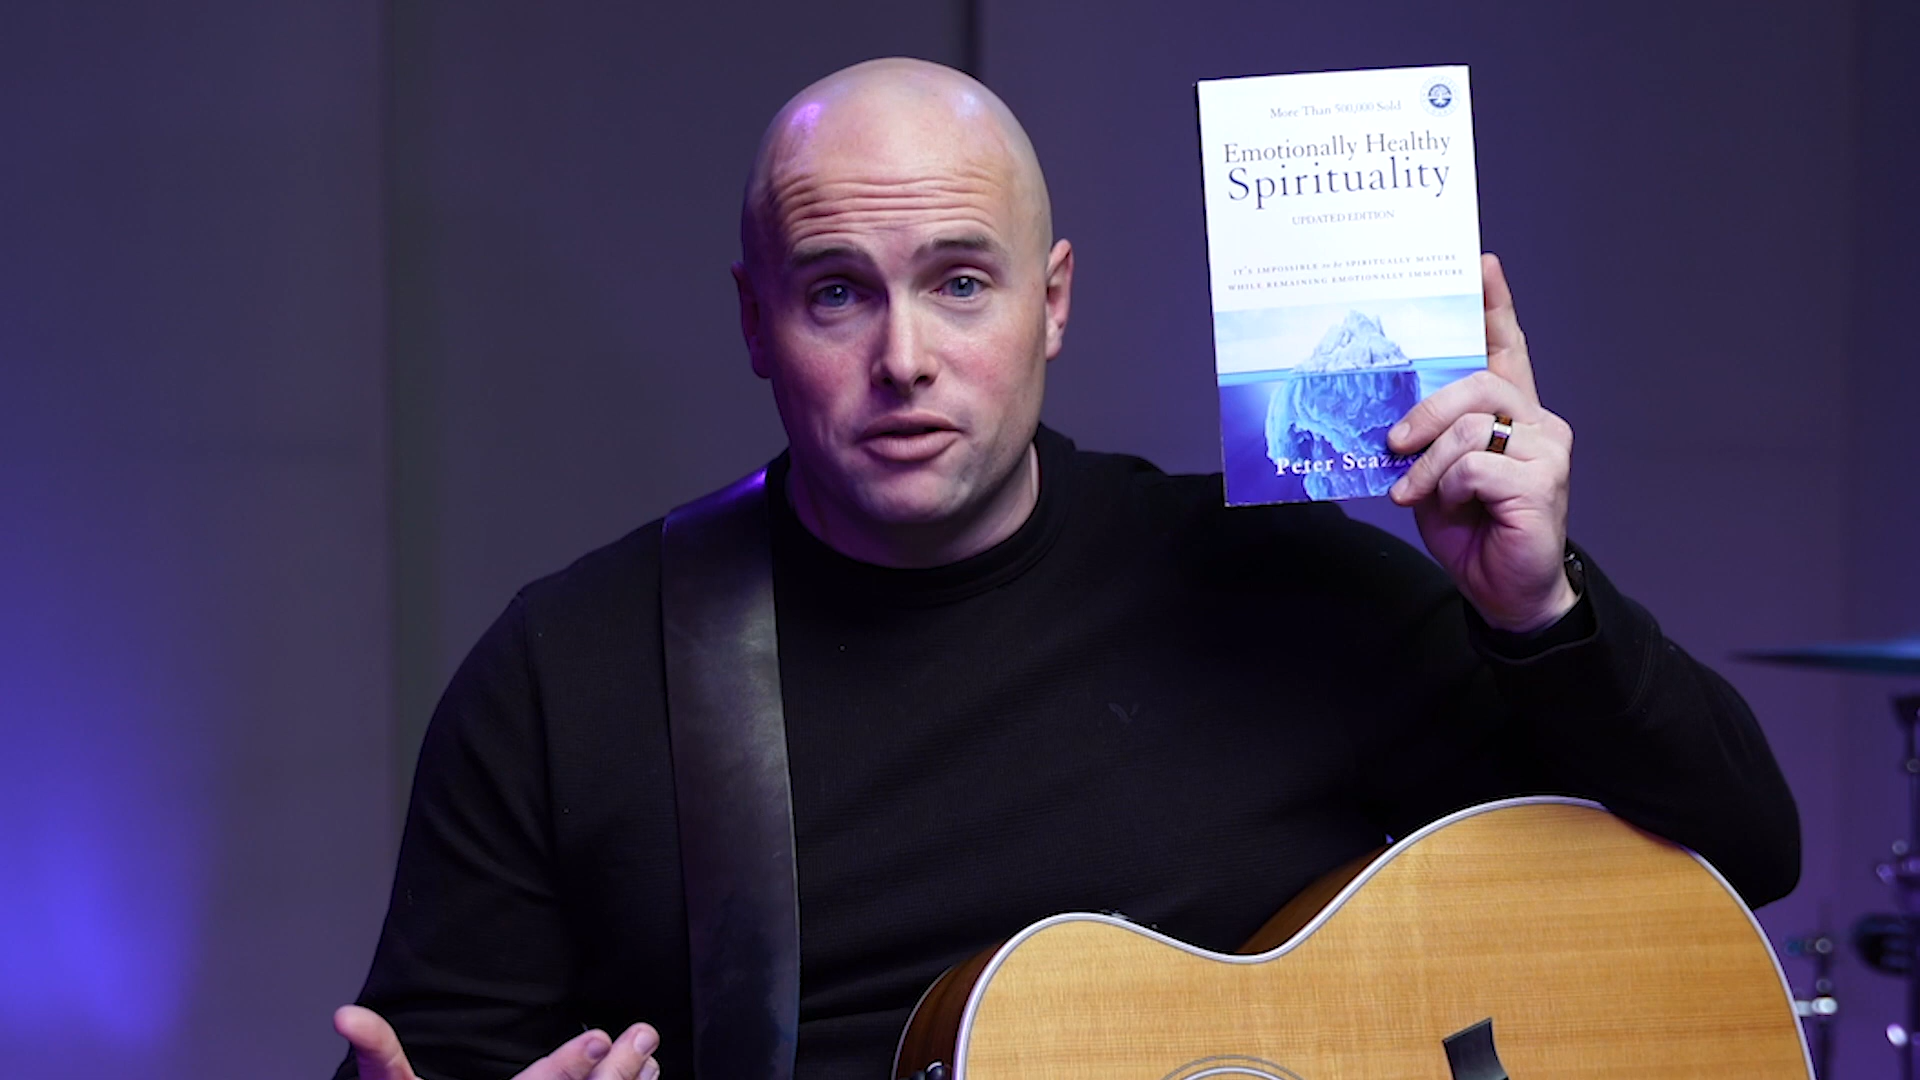 More Than 500,000 Sold
Emotionally Healthy
Spirituality
UPDATED EDITION
IT'S IMPOSSIBLE to be SPIRITUALLY MATURE
WHILE REMAINING EMOTIONALLY IMMATURE
Peter